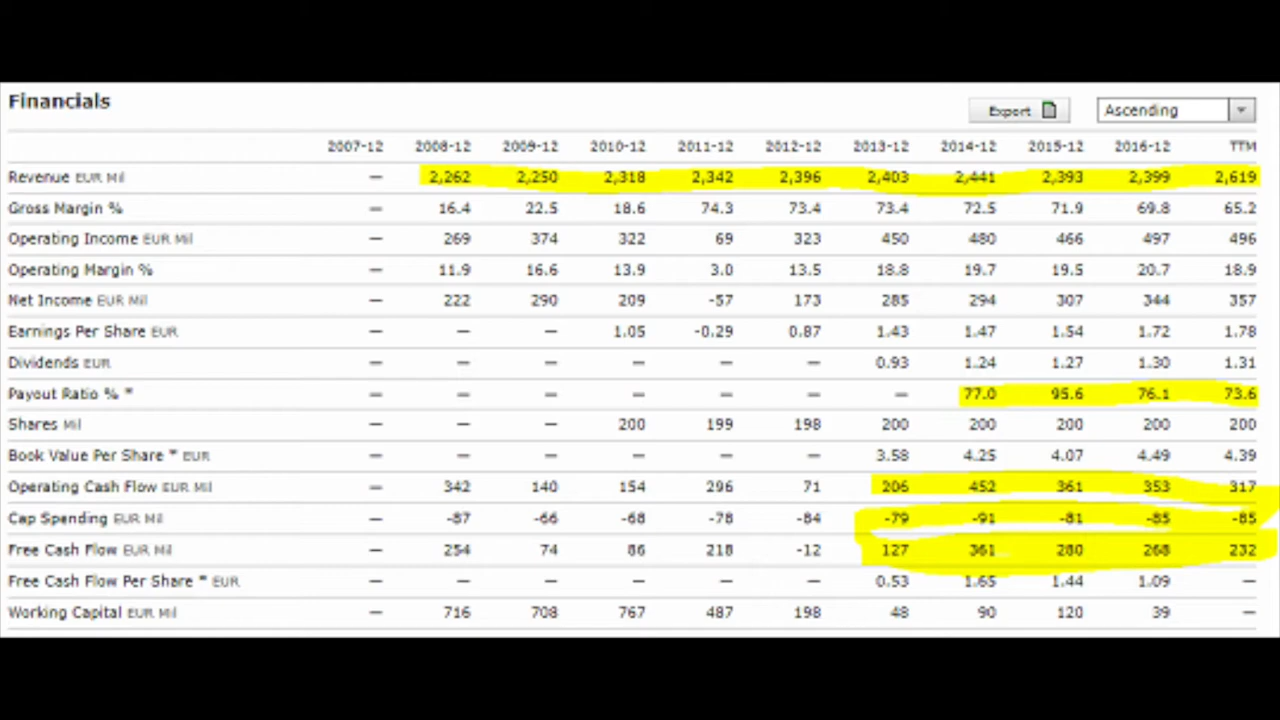 Financials
Export Ascending
2007-12 2008-12 2009-12 2010-12 2011-12 2012-12 2013-12 2014-12 2015-12 2016-12 TTM
Revenue EUR Mil — 2,262 2,250 2,318 2,342 2,396 2,403 2,441 2,393 2,399 2,619
Gross Margin % — 16.4 22.5 18.6 74.3 73.4 73.4 72.5 71.9 69.8 65.2
Operating Income EUR Mil — 269 374 322 69 323 450 480 466 497 496
Operating Margin % — 11.9 16.6 13.9 3.0 13.5 18.8 19.7 19.5 20.7 18.9
Net Income EUR Mil — 222 290 209 -57 173 285 294 307 344 357
Earnings Per Share EUR — — — 1.05 -0.29 0.87 1.43 1.47 1.54 1.72 1.78
Dividends EUR — — — — — — 0.93 1.24 1.27 1.30 1.31
Payout Ratio % * — — — — — — — 77.0 95.6 76.1 73.6
Shares Mil — — — 200 199 198 200 200 200 200 200
Book Value Per Share * EUR — — — — — — 3.58 4.25 4.07 4.49 4.39
Operating Cash Flow EUR Mil — 342 140 154 296 71 206 452 361 353 317
Cap Spending EUR Mil — -87 -66 -68 -78 -84 -79 -91 -81 -85 -85
Free Cash Flow EUR Mil — 254 74 86 218 -12 127 361 280 268 232
Free Cash Flow Per Share * EUR — — — — — — 0.53 1.65 1.44 1.09 —
Working Capital EUR Mil — 716 708 767 487 198 48 90 120 39 —